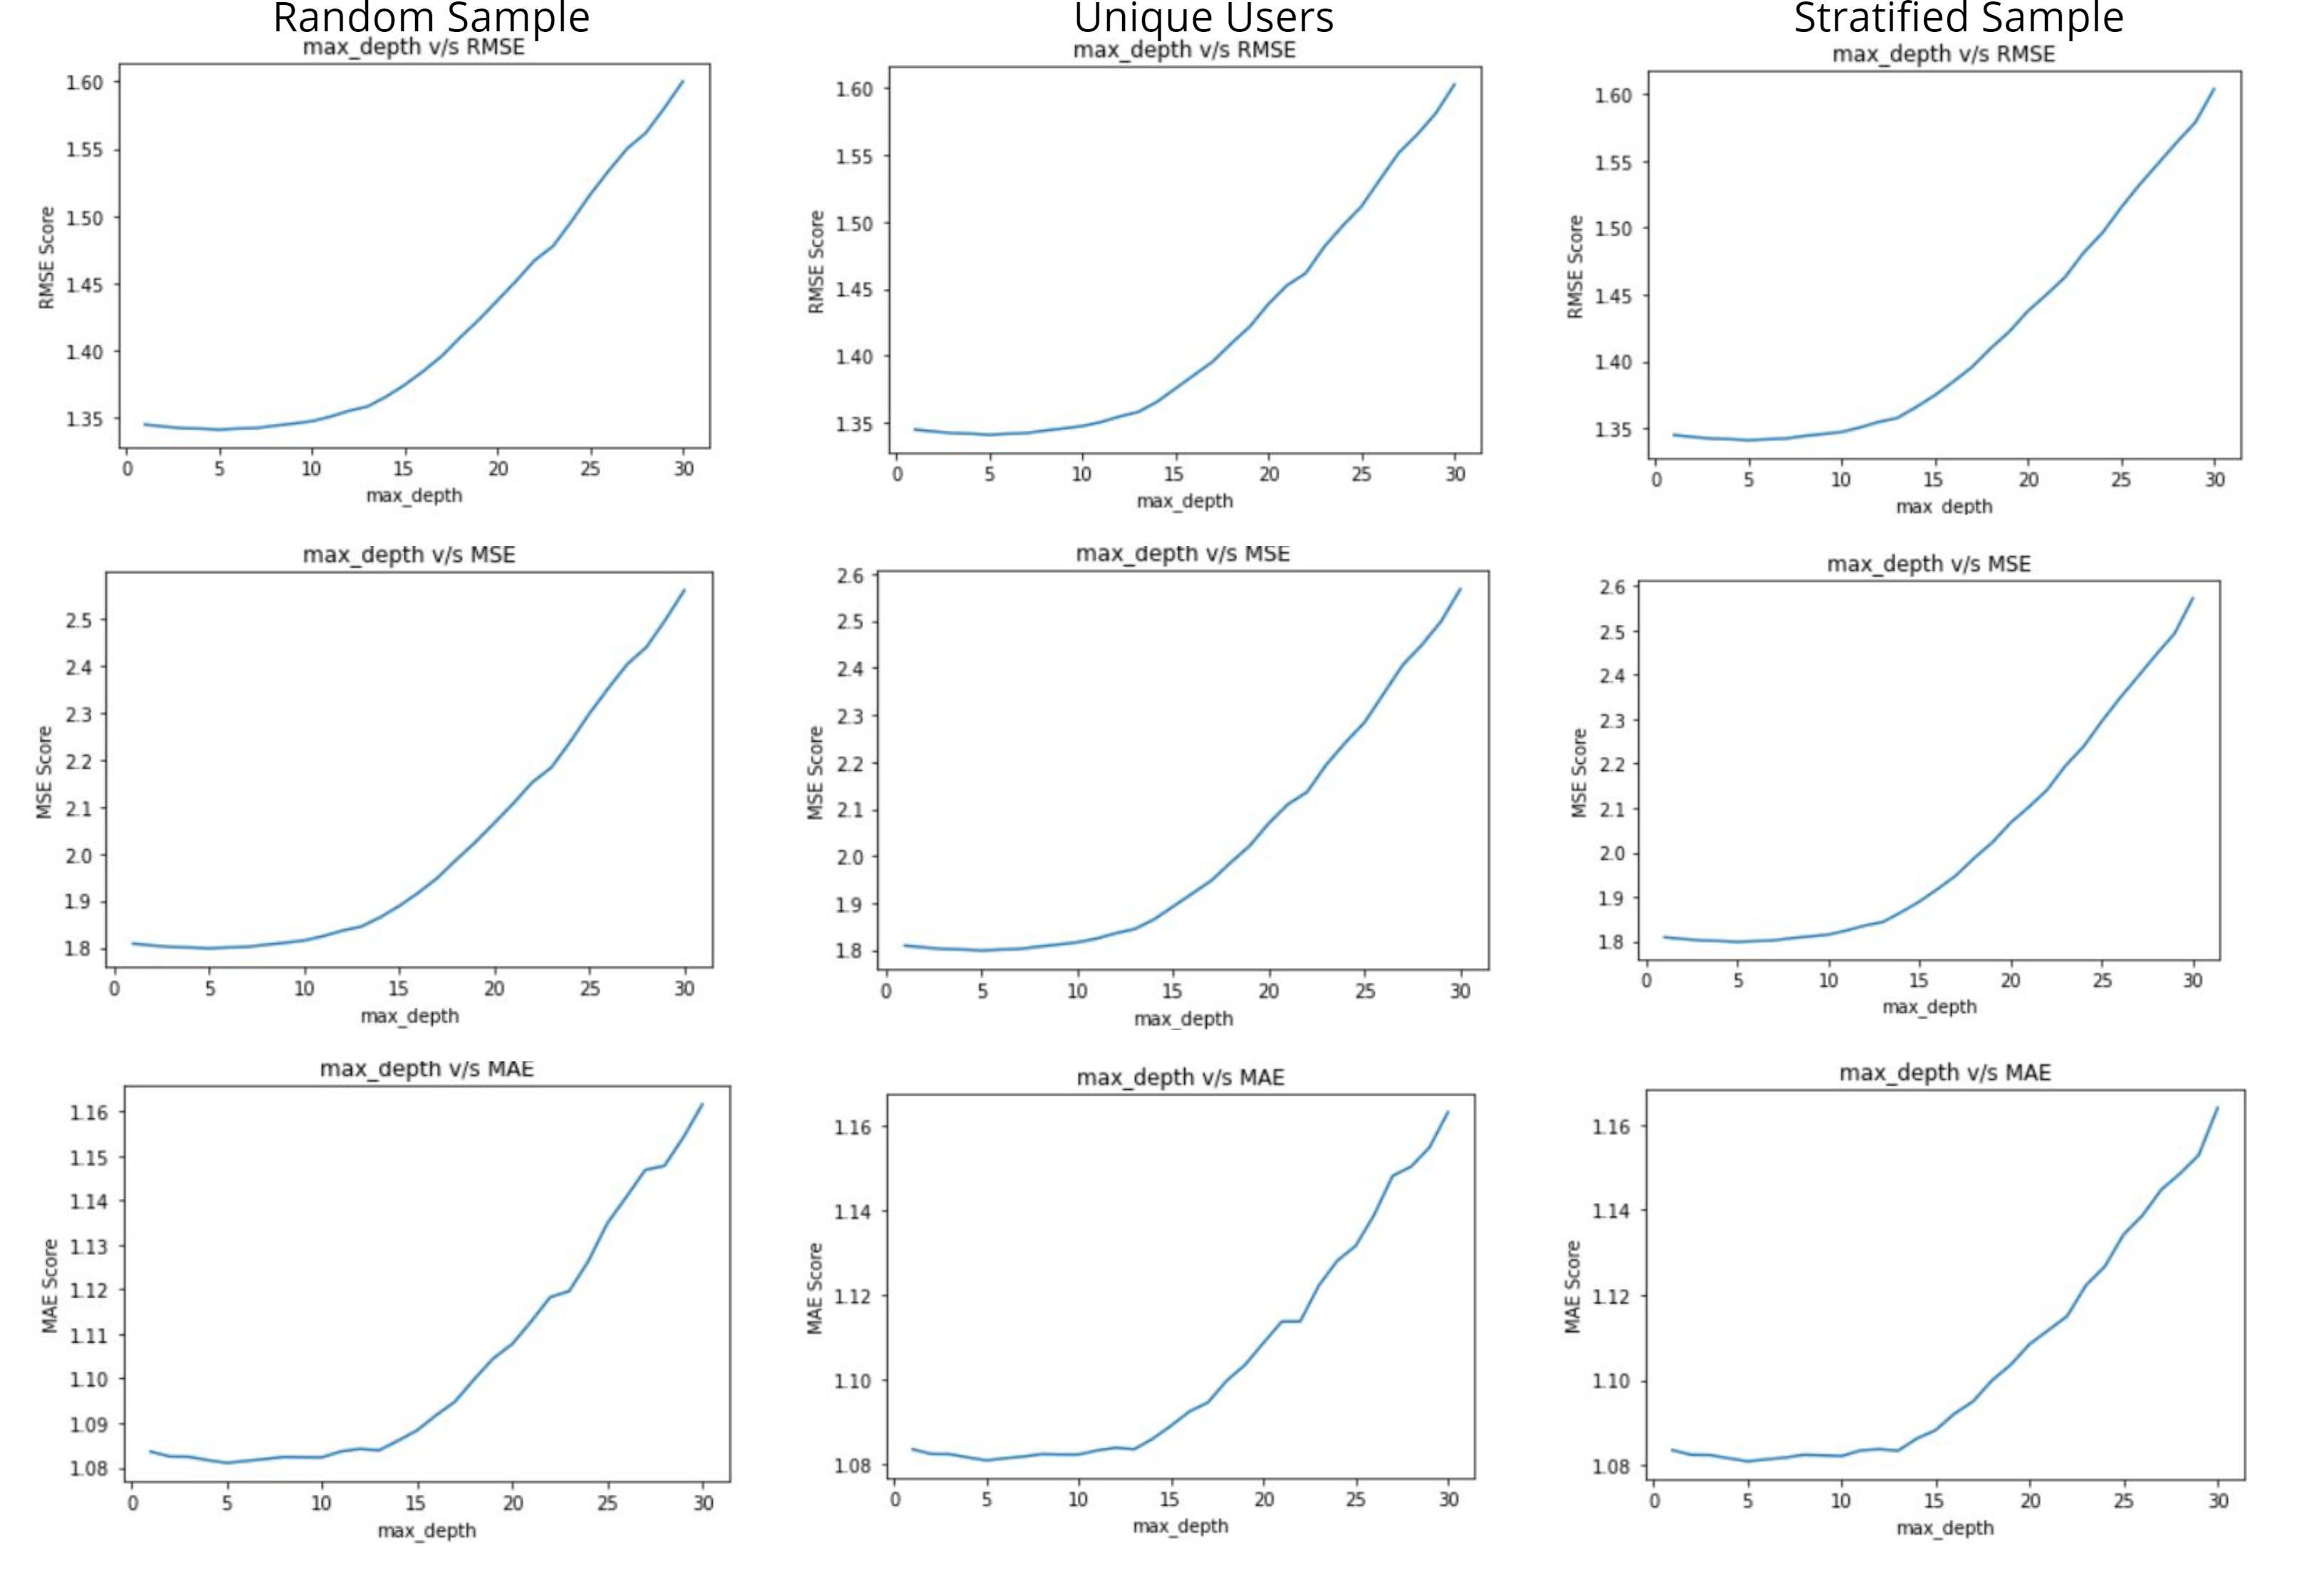 Random Sample
Unique Users
Stratified Sample
max_depth v/s RMSE
1.60
1.55
1.50
1.45
1.40
1.35
RMSE Score
0 5 10 15 20 25 30
max_depth
max_depth v/s RMSE
1.60
1.55
1.50
1.45
1.40
1.35
RMSE Score
0 5 10 15 20 25 30
max_depth
max_depth v/s RMSE
1.60
1.55
1.50
1.45
1.40
1.35
RMSE Score
0 5 10 15 20 25 30
max_depth
max_depth v/s MSE
2.5
2.4
2.3
2.2
2.1
2.0
1.9
1.8
MSE Score
0 5 10 15 20 25 30
max_depth
max_depth v/s MSE
2.6
2.5
2.4
2.3
2.2
2.1
2.0
1.9
1.8
MSE Score
0 5 10 15 20 25 30
max_depth
max_depth v/s MSE
2.6
2.5
2.4
2.3
2.2
2.1
2.0
1.9
1.8
MSE Score
0 5 10 15 20 25 30
max_depth
max_depth v/s MAE
1.16
1.15
1.14
1.13
1.12
1.11
1.10
1.09
1.08
MAE Score
0 5 10 15 20 25 30
max_depth
max_depth v/s MAE
1.16
1.14
1.12
1.10
1.08
MAE Score
0 5 10 15 20 25 30
max_depth
max_depth v/s MAE
1.16
1.14
1.12
1.10
1.08
MAE Score
0 5 10 15 20 25 30
max_depth